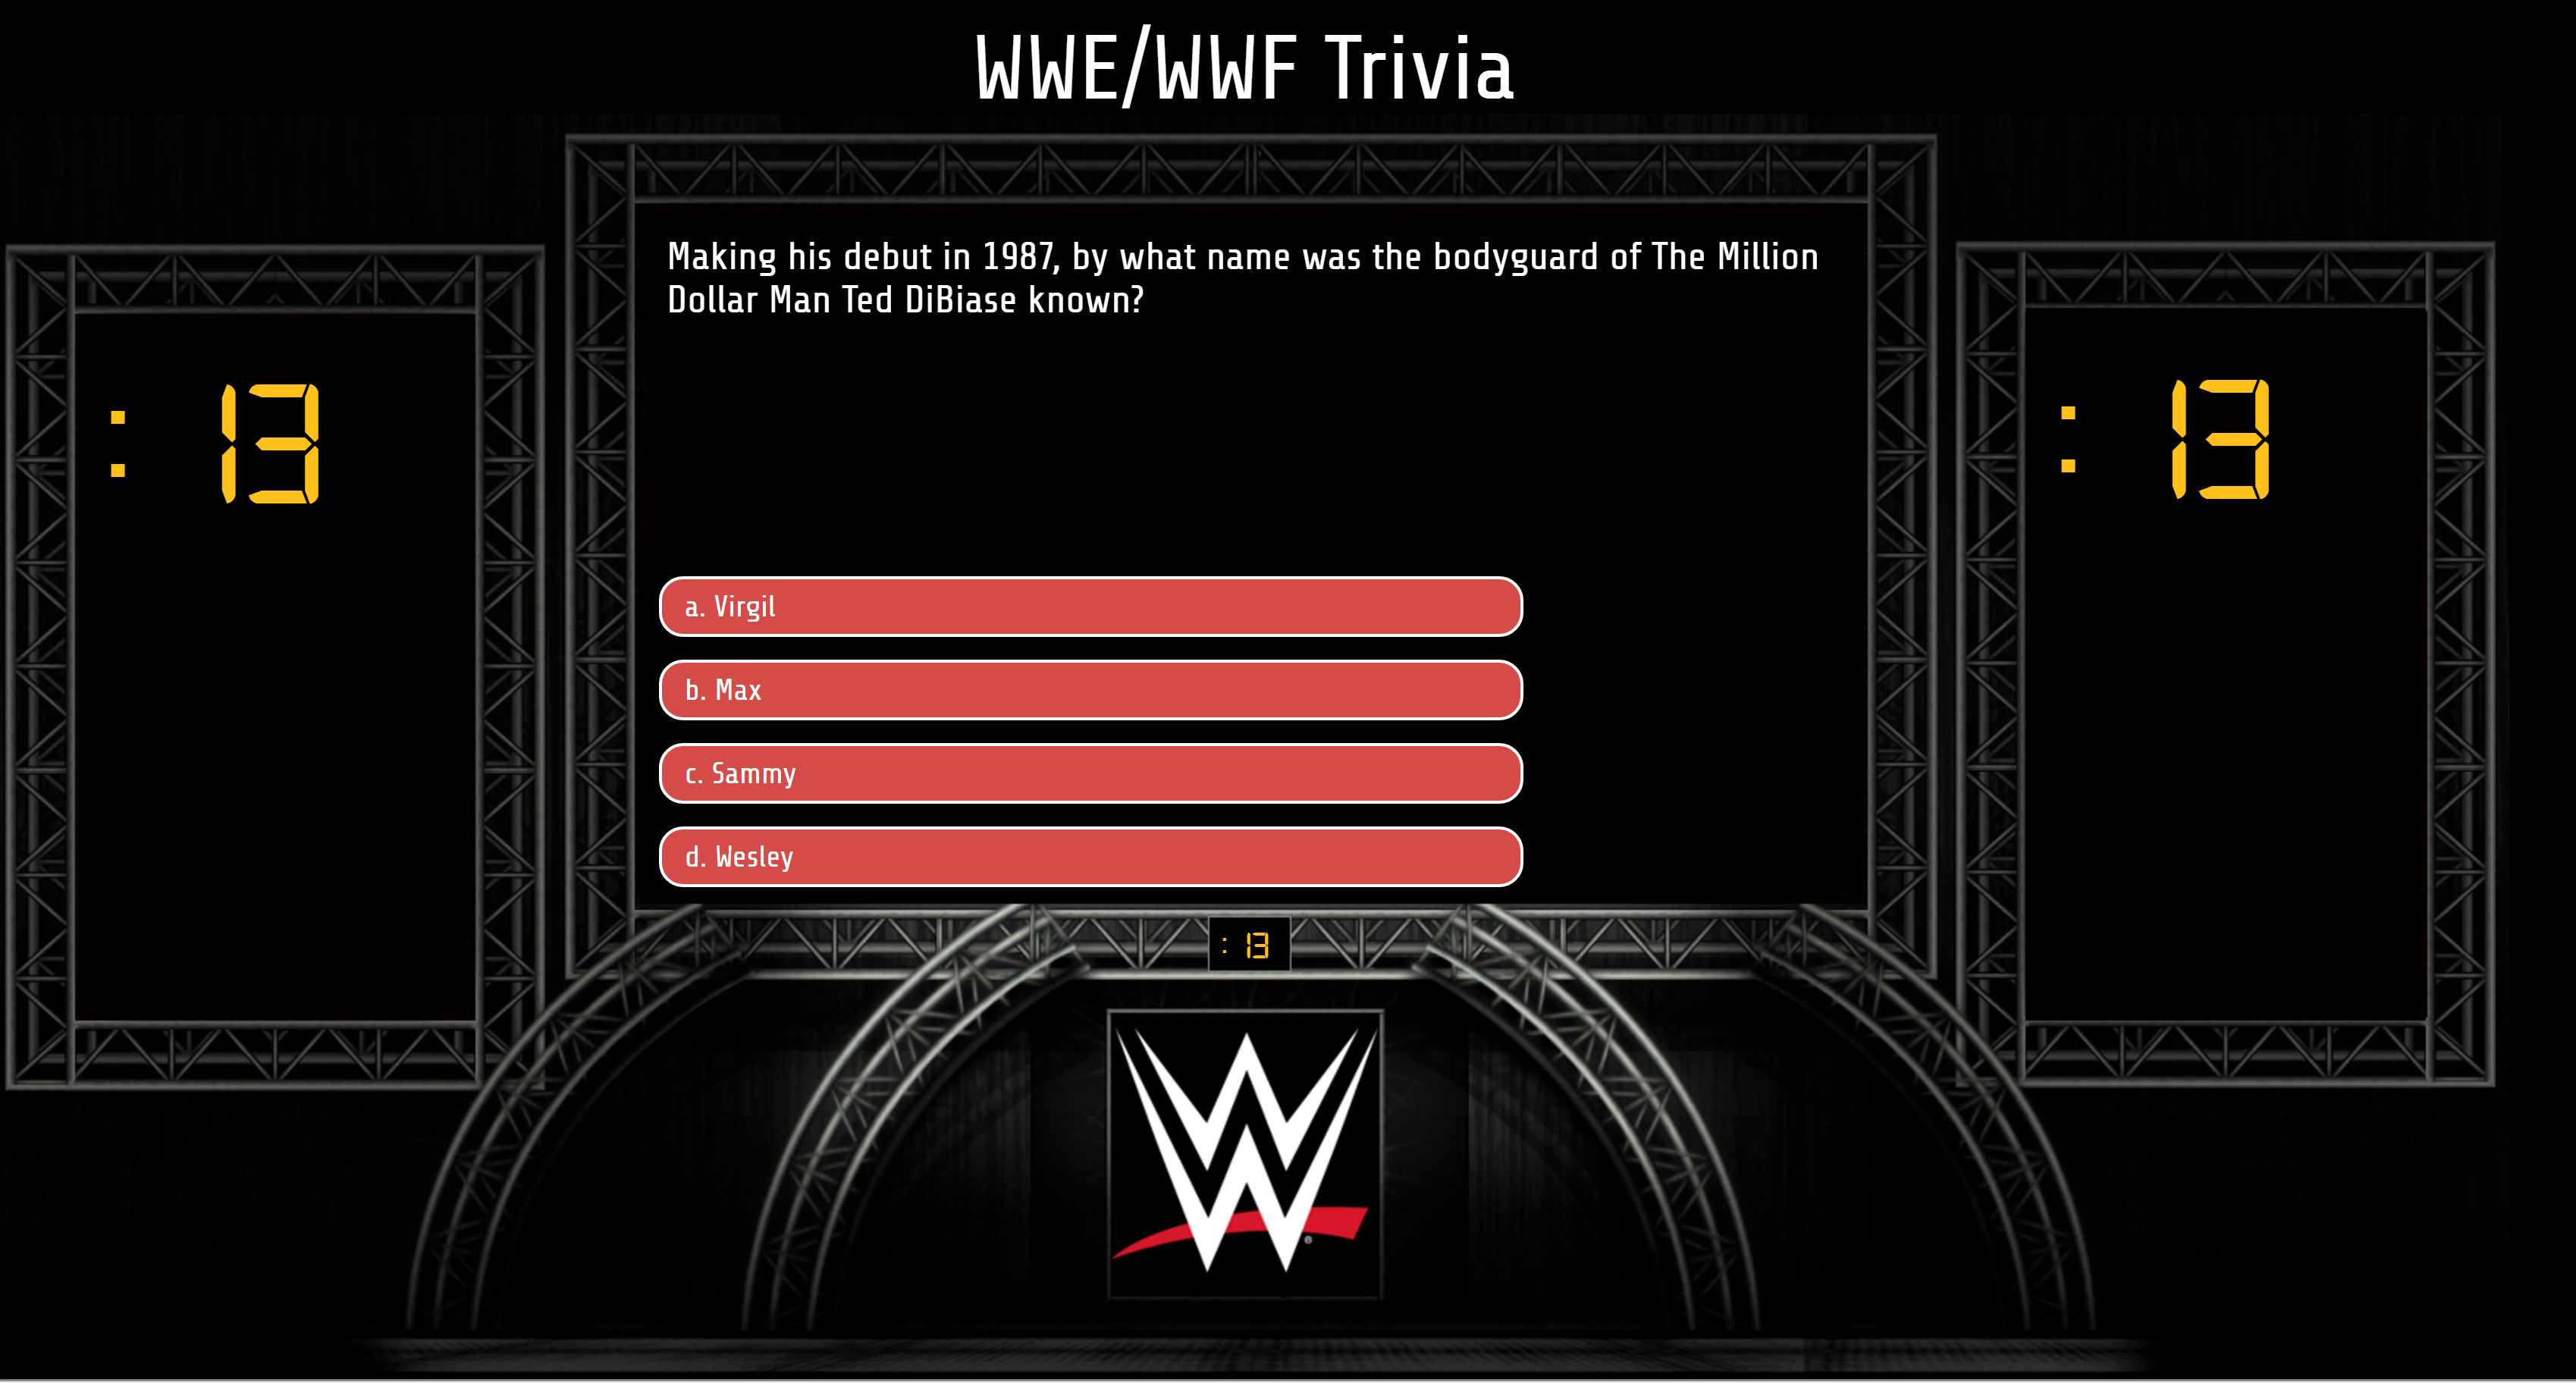 WWE/WWF Trivia
Making his debut in 1987, by what name was the bodyguard of The Million
Dollar Man Ted DiBiase known?
: 13
: 13
a. Virgil
b. Max
c. Sammy
d. Wesley
: 13
W